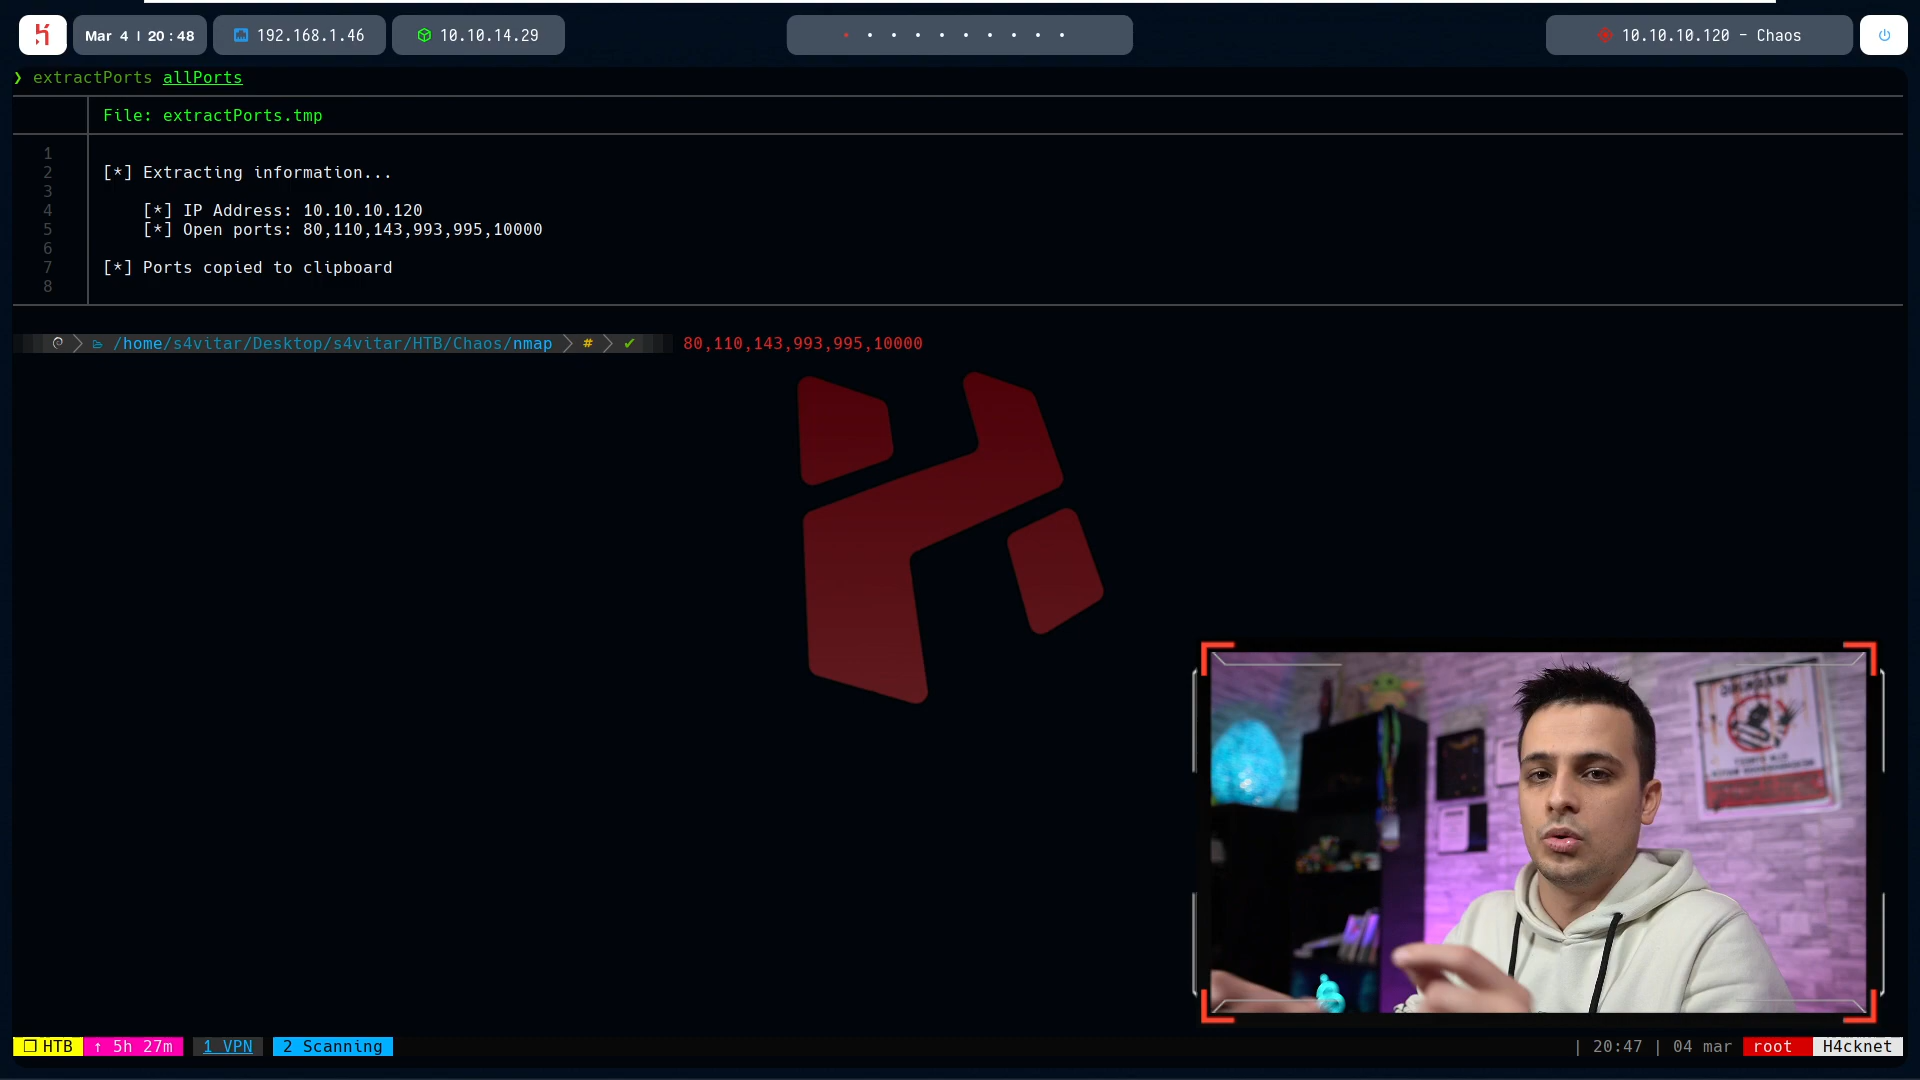 Mar 4 | 20:48
192.168.1.46
10.10.14.29
10.10.10.120 - Chaos
❯ extractPorts allPorts
File: extractPorts.tmp
1
2 [*] Extracting information...
3
4 [*] IP Address: 10.10.10.120
5 [*] Open ports: 80,110,143,993,995,10000
6
7 [*] Ports copied to clipboard
8
/home/s4vitar/Desktop/s4vitar/HTB/Chaos/nmap # ✔ 80,110,143,993,995,10000
HTB ↑ 5h 27m 1 VPN 2 Scanning | 20:47 | 04 mar root H4cknet